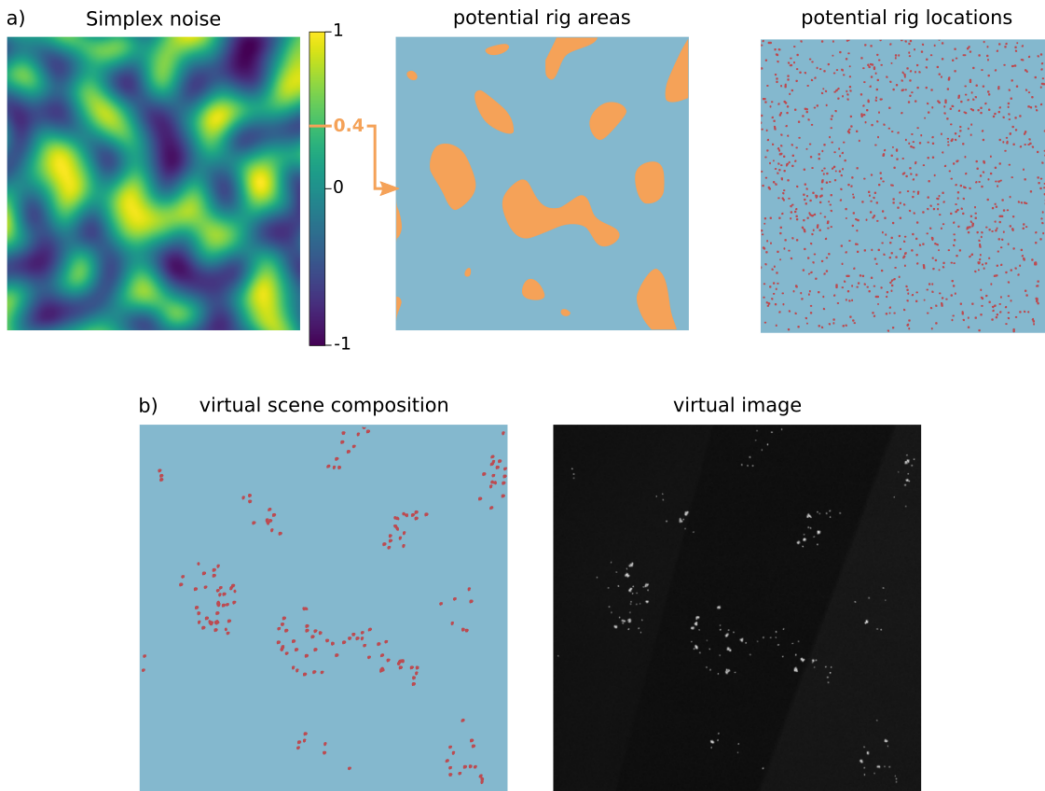 a)
Simplex noise
potential rig areas
potential rig locations
1
0.4
0
-1
b)
virtual scene composition
virtual image